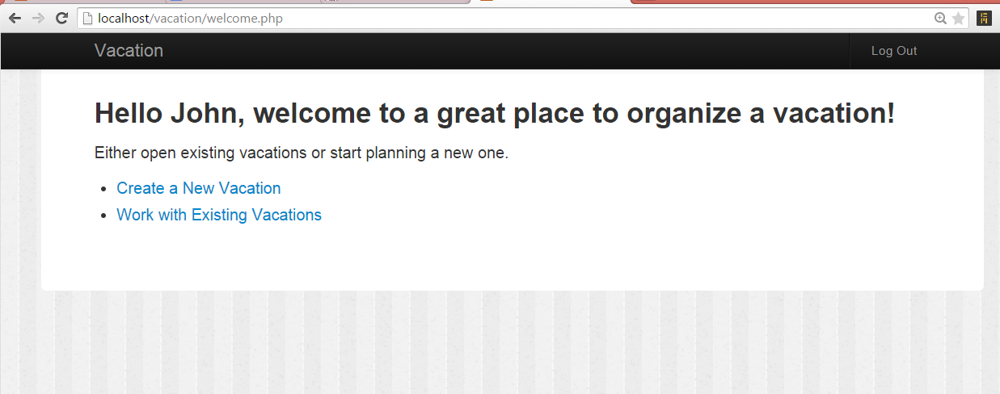 localhost/vacation/welcome.php
Vacation
Log Out
Hello John, welcome to a great place to organize a vacation!
Either open existing vacations or start planning a new one.
Create a New Vacation
Work with Existing Vacations